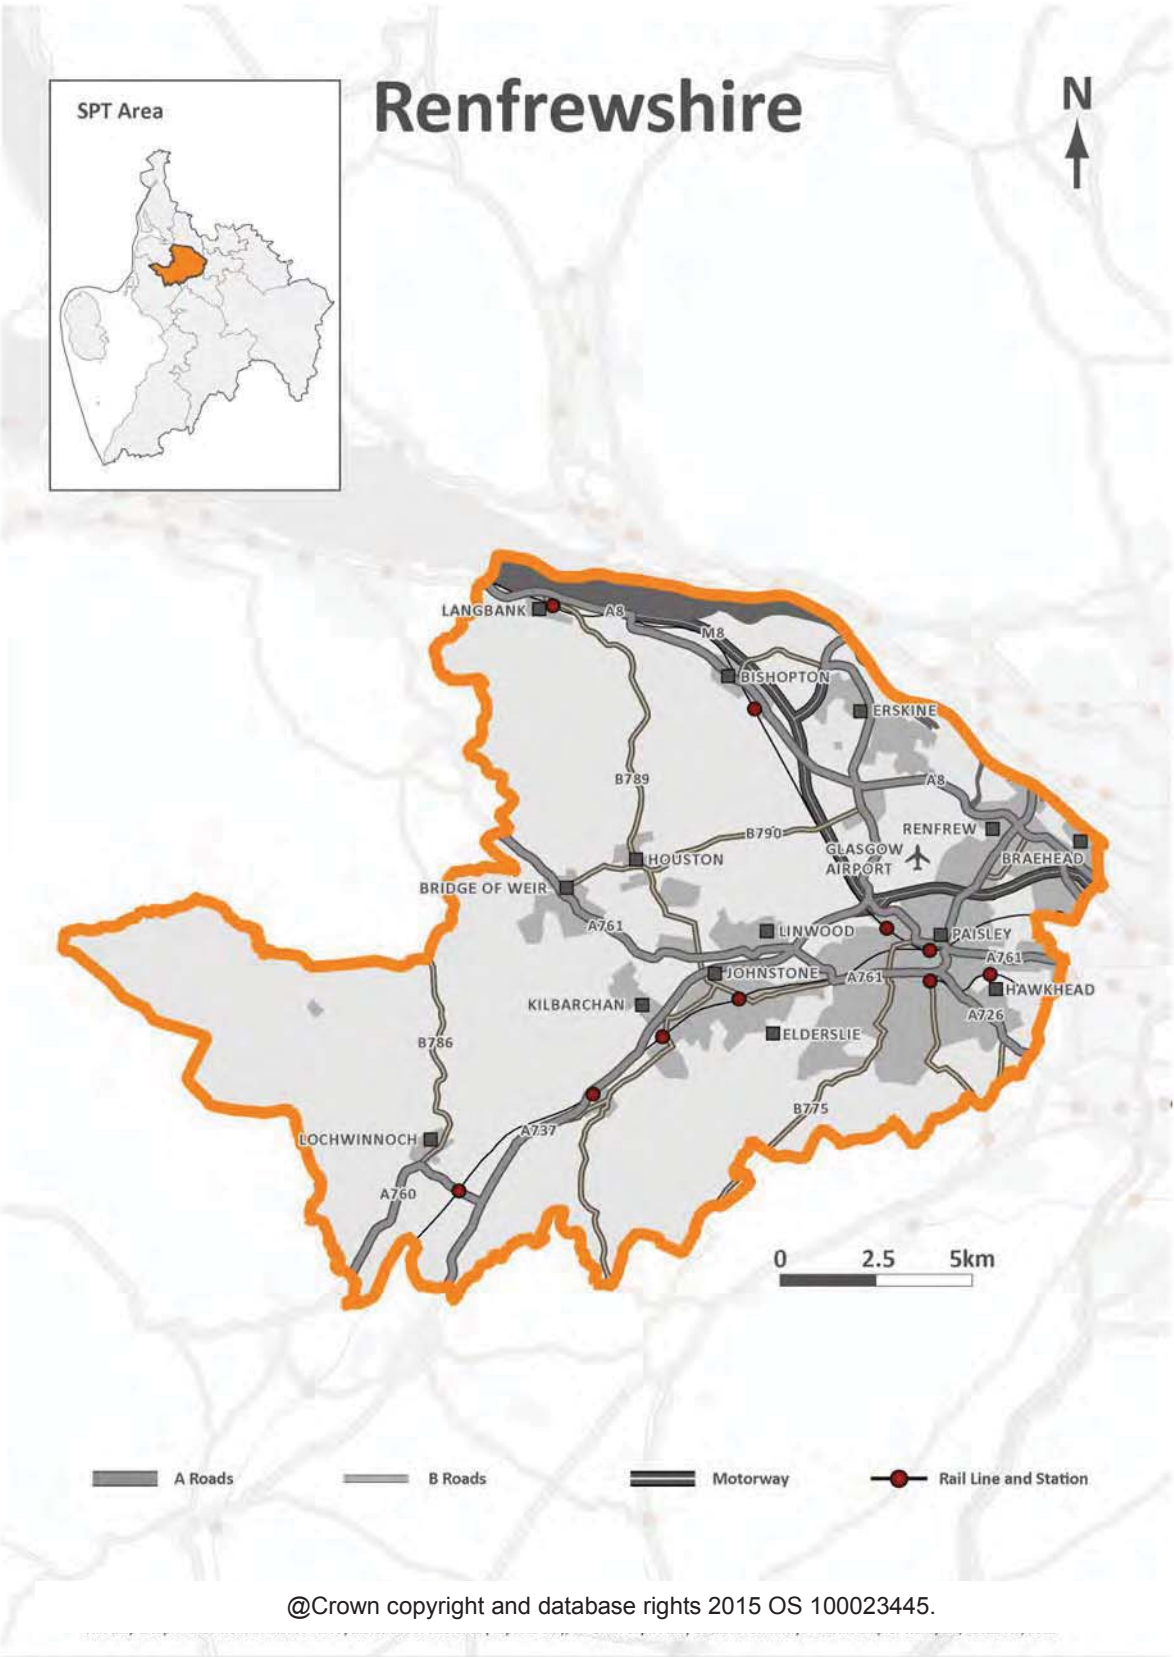 Renfrewshire
N
SPT Area
LANGBANK
A8
M8
BISHOPTON
ERSKINE
B789
A8
B790
RENFREW
GLASGOW
AIRPORT
BRAEHEAD
HOUSTON
BRIDGE OF WEIR
A761
LINWOOD
PAISLEY
A761
JOHNSTONE
A761
HAWKHEAD
KILBARCHAN
A726
ELDERSLIE
B786
B775
LOCHWINNOCH
A737
A760
0 2.5 5km
A Roads
B Roads
Motorway
Rail Line and Station
@Crown copyright and database rights 2015 OS 100023445.